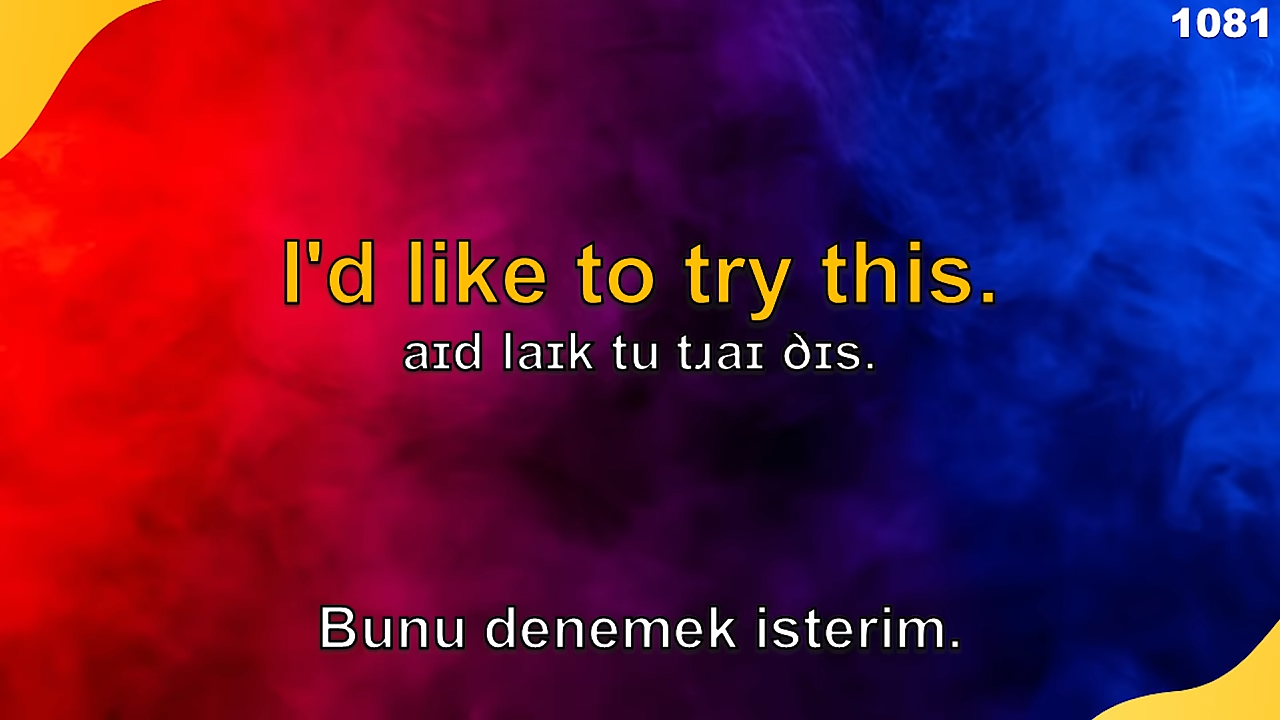 1081
I'd like to try this.
aɪd laɪk tu tɹaɪ ðɪs.
Bunu denemek isterim.